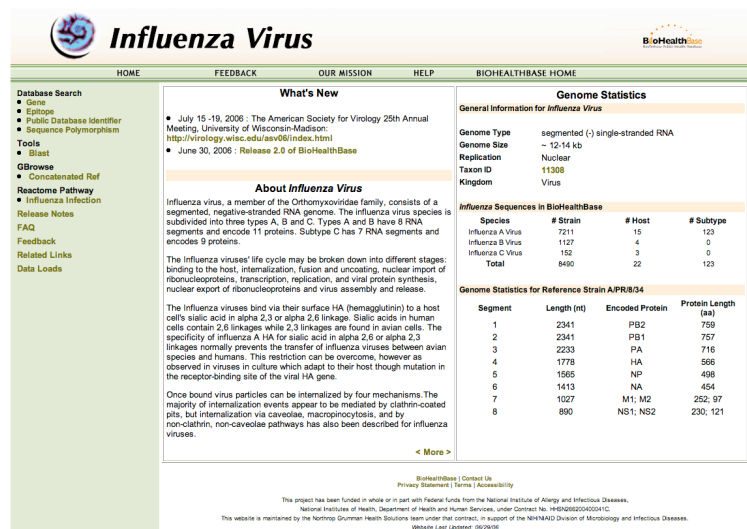 Influenza Virus
BioHealthBase
HOME FEEDBACK OUR MISSION HELP BIOHEALTHBASE HOME
Database Search
• Gene
• Epitope
• Public Database Identifier
• Sequence Polymorphism
Tools
• Blast
GBrowse
• Concatenated Ref
Reactome Pathway
• Influenza Infection
Release Notes
FAQ
Feedback
Related Links
Data Loads
What's New
• July 15 -19, 2006 : The American Society for Virology 25th Annual
Meeting, University of Wisconsin-Madison:
http://virology.wisc.edu/asv06/index.html
• June 30, 2006 : Release 2.0 of BioHealthBase
About Influenza Virus
Influenza virus, a member of the Orthomyxoviridae family, consists of a
segmented, negative-stranded RNA genome. The influenza virus species is
subdivided into three types A, B and C. Types A and B have 8 RNA
segments and encode 11 proteins. Subtype C has 7 RNA segments and
encodes 9 proteins.
The Influenza viruses' life cycle may be broken down into different stages:
binding to the host, internalization, fusion and uncoating, nuclear import of
ribonucleoproteins, transcription, replication, and viral protein synthesis,
nuclear export of ribonucleoproteins and virus assembly and release.
The Influenza viruses bind via their surface HA (hemagglutinin) to a host
cell's sialic acid in alpha 2,3 or alpha 2,6 linkage. Sialic acids in human
cells contain 2,6 linkages while 2,3 linkages are found in avian cells. The
specificity of influenza A HA for sialic acid in alpha 2,6 or alpha 2,3
linkages normally prevents the transfer of influenza viruses between avian
species and humans. This restriction can be overcome, however as
observed in viruses in culture which adapt to their host though mutation in
the receptor-binding site of the viral HA gene.
Once bound virus particles can be internalized by four mechanisms.The
majority of internalization events appear to be mediated by clathrin-coated
pits, but internalization via caveolae, macropinocytosis, and by
non-clathrin, non-caveolae pathways has also been described for influenza
viruses.
< More >
Genome Statistics
General Information for Influenza Virus
Genome Type segmented (-) single-stranded RNA
Genome Size ~ 12-14 kb
Replication Nuclear
Taxon ID 11308
Kingdom Virus
Influenza Sequences in BioHealthBase
Species # Strain # Host # Subtype
Influenza A Virus 7211 15 123
Influenza B Virus 1127 4 0
Influenza C Virus 152 3 0
Total 8490 22 123
Genome Statistics for Reference Strain A/PR/8/34
Segment Length (nt) Encoded Protein Protein Length
(aa)
1 2341 PB2 759
2 2341 PB1 757
3 2233 PA 716
4 1778 HA 566
5 1565 NP 498
6 1413 NA 454
7 1027 M1; M2 252; 97
8 890 NS1; NS2 230; 121
BioHealthBase | Contact Us
Privacy Statement | Terms | Accessibility
This project has been funded in whole or in part with Federal funds from the National Institute of Allergy and Infectious Diseases,
National Institutes of Health, Department of Health and Human Services, under Contract No. HHSN266200400041C.
This website is maintained by the Northrop Grumman Health Solutions team under that contract, in support of the NIH/NIAID Division of Microbiology and Infectious Diseases.
Website Last Updated: 06/29/06